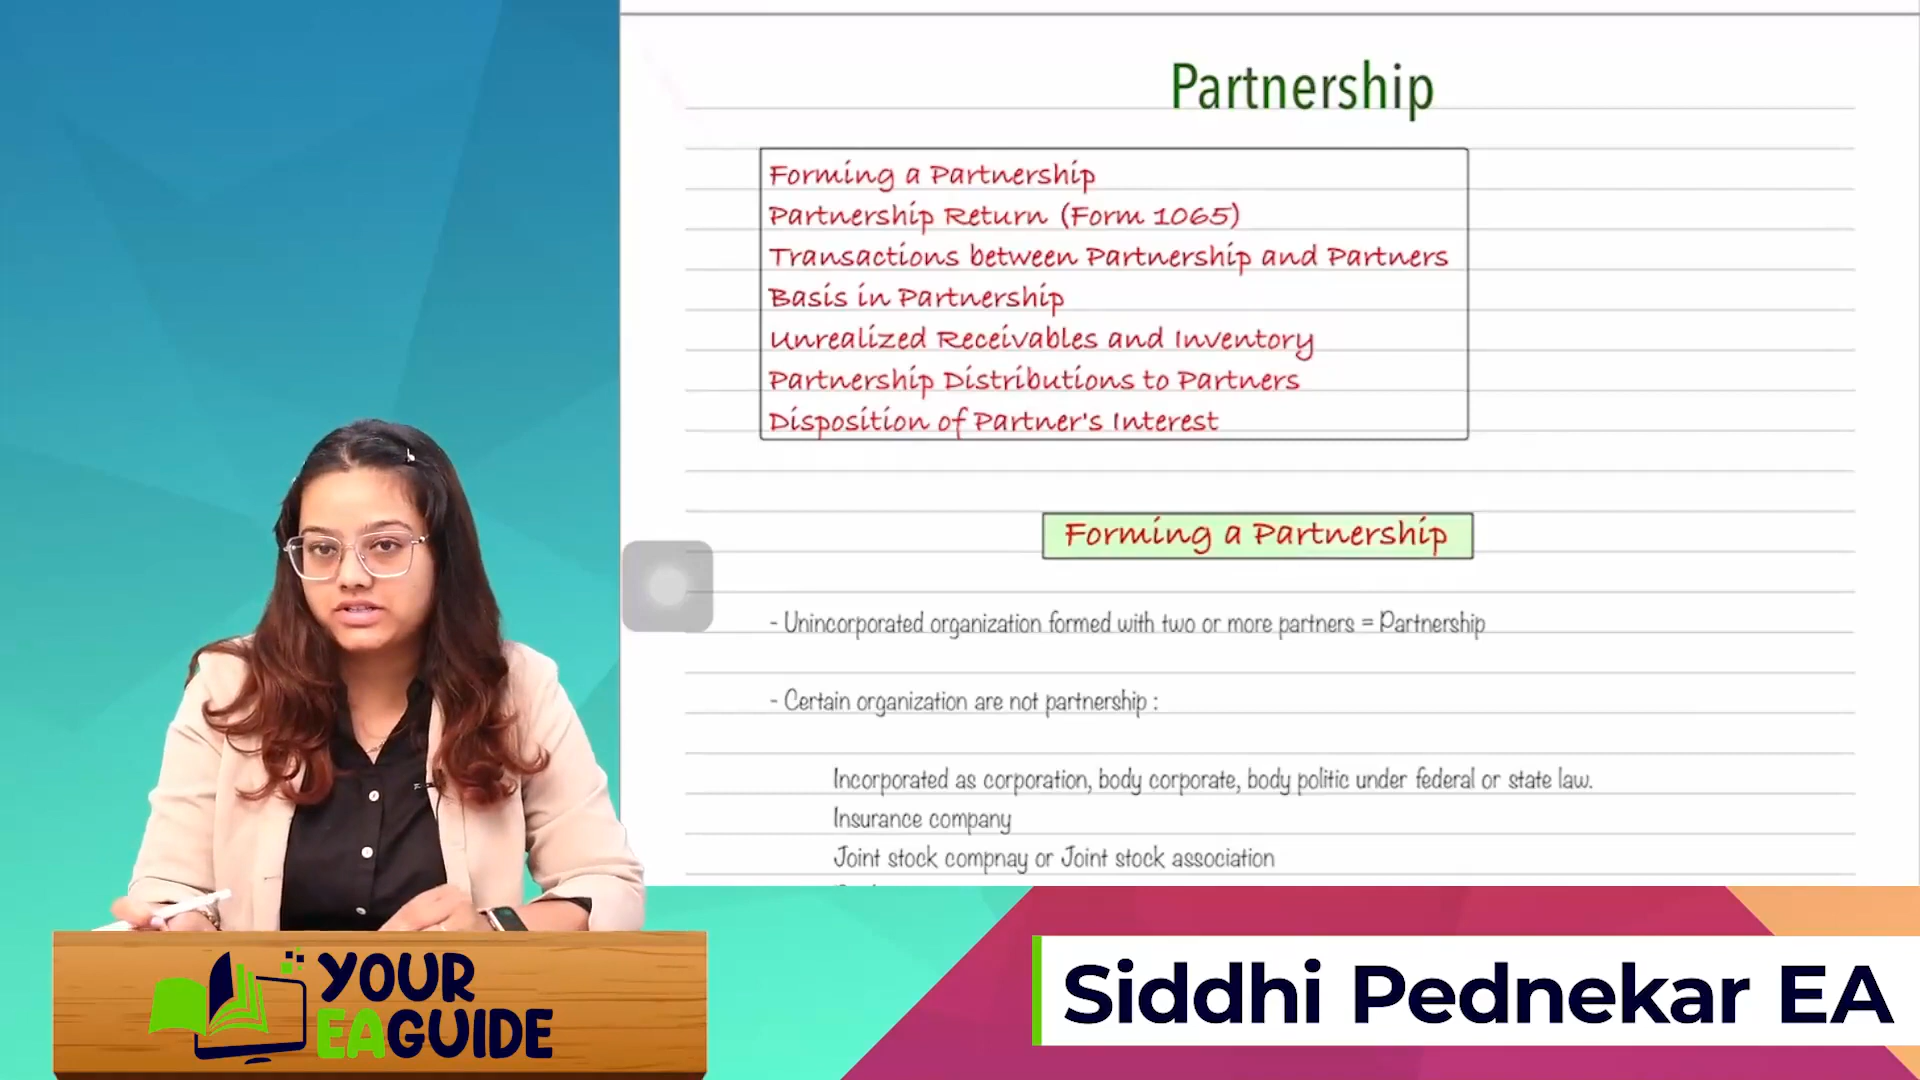 Partnership
Forming a Partnership
Partnership Return (Form 1065)
Transactions between Partnership and Partners
Basis in Partnership
Unrealized Receivables and Inventory
Partnership Distributions to Partners
Disposition of Partner's Interest
Forming a Partnership
- Unincorporated organization formed with two or more partners = Partnership
- Certain organization are not partnership :
Incorporated as corporation, body corporate, body politic under federal or state law.
Insurance company
Joint stock compnay or Joint stock association
YOUR
EAGUIDE
Siddhi Pednekar EA